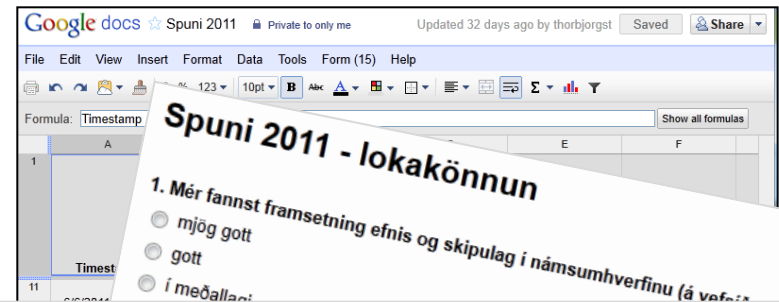 Google docs Spuni 2011 Private to only me Updated 32 days ago by thorbjorgst Saved Share
File Edit View Insert Format Data Tools Form (15) Help
% 123 10pt B Abc A Σ
Formula: Timestamp Show all formulas
A E F
1
Timest
11
Spuni 2011 - lokakönnun
1. Mér fannst framsetning efnis og skipulag í námsumhverfinu (á
mjög gott
gott
í meðallagi